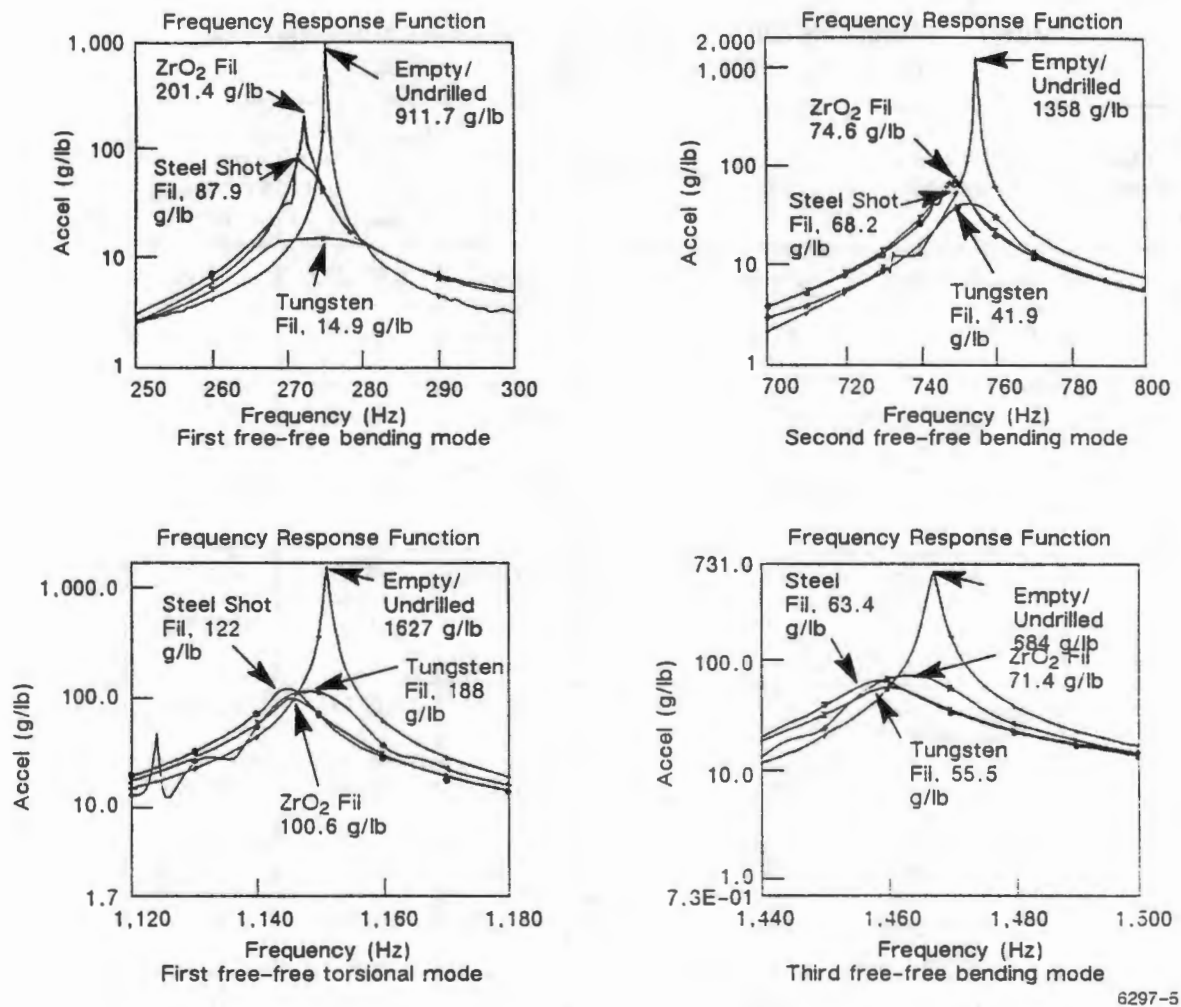 Frequency Response Function
1,000
ZrO2 Fil
201.4 g/lb
Empty/
Undrilled
911.7 g/lb
100
Steel Shot
Fil, 87.9
g/lb
Accel (g/lb)
10
Tungsten
Fil, 14.9 g/lb
1
250 260 270 280 290 300
Frequency (Hz)
First free-free bending mode
Frequency Response Function
2,000
1,000
Empty/
Undrilled
1358 g/lb
ZrO2 Fil
74.6 g/lb
100
Steel Shot
Fil, 68.2
g/lb
Accel (g/lb)
10
Tungsten
Fil, 41.9
g/lb
1
700 720 740 760 780 800
Frequency (Hz)
Second free-free bending mode
Frequency Response Function
1,000.0
Empty/
Undrilled
1627 g/lb
Steel Shot
Fil, 122
g/lb
Tungsten
Fil, 188
g/lb
100.0
Accel (g/lb)
10.0
ZrO2 Fil
100.6 g/lb
1.7
1,120 1,140 1,160 1,180
Frequency (Hz)
First free-free torsional mode
Frequency Response Function
731.0
Steel
Fil, 63.4
g/lb
Empty/
Undrilled
684 g/lb
ZrO2 Fil
71.4 g/lb
100.0
Accel (g/lb)
10.0
Tungsten
Fil, 55.5
g/lb
1.0
7.3E-01
1,440 1,460 1,480 1,500
Frequency (Hz)
Third free-free bending mode
6297-5